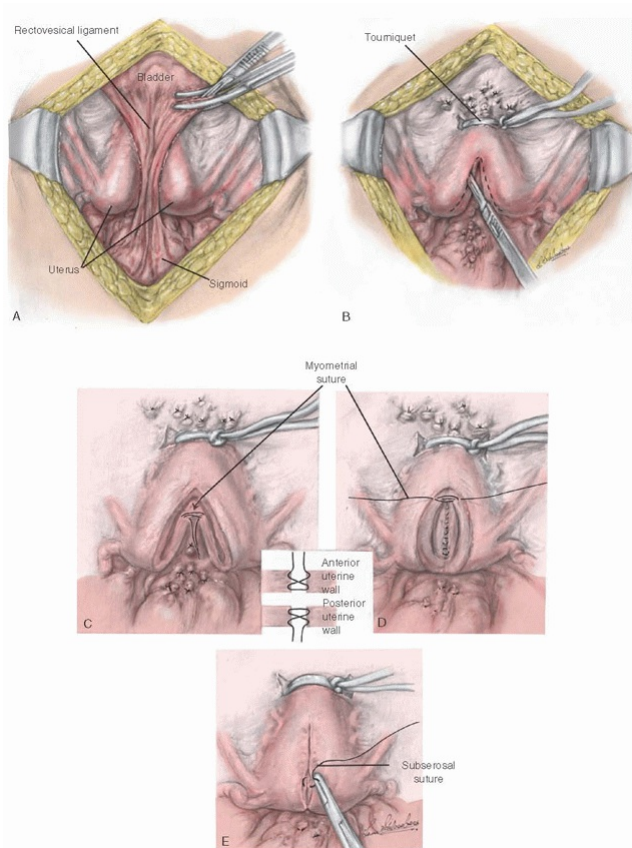 Rectovesical ligament
Bladder
Uterus
Sigmoid
A
Tourniquet
B
Myometrial
suture
C
Anterior
uterine
wall
Posterior
uterine
wall
D
Subserosal
suture
E